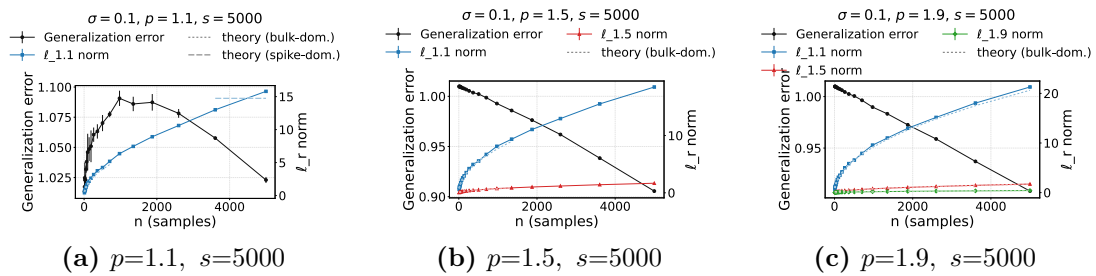 σ = 0.1, p = 1.1, s = 5000
Generalization error
ℓ_1.1 norm
theory (bulk-dom.)
theory (spike-dom.)
Generalization error
1.100
1.075
1.050
1.025
15
10
5
0
ℓ_r norm
0 2000 4000
n (samples)
(a) p=1.1, s=5000
σ = 0.1, p = 1.5, s = 5000
Generalization error
ℓ_1.1 norm
ℓ_1.5 norm
theory (bulk-dom.)
Generalization error
1.00
0.95
0.90
10
0
ℓ_r norm
0 2000 4000
n (samples)
(b) p=1.5, s=5000
σ = 0.1, p = 1.9, s = 5000
Generalization error
ℓ_1.1 norm
ℓ_1.5 norm
ℓ_1.9 norm
theory (bulk-dom.)
Generalization error
1.00
0.95
20
10
0
ℓ_r norm
0 2000 4000
n (samples)
(c) p=1.9, s=5000